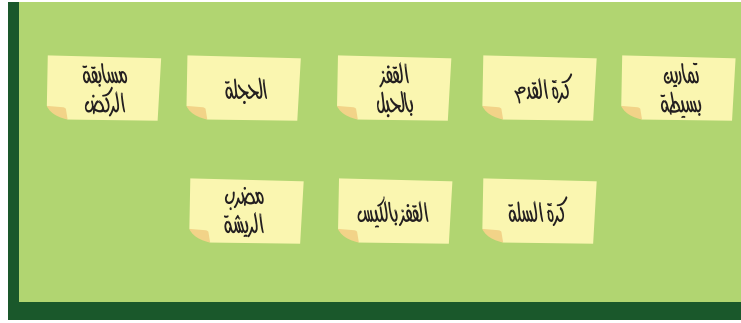 تمارين
بسيطة
كرة القدم
القفز
بالحبل
الحجلة
مسابقة
الركض
كرة السلة
القفز بالكيس
مضرب
الريشة